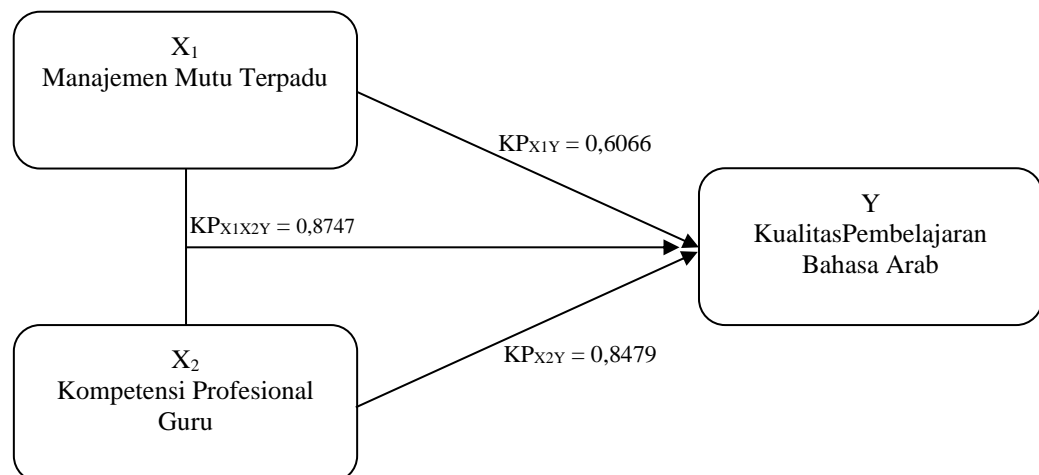 X1
Manajemen Mutu Terpadu
KPX1Y = 0,6066
KPX1X2Y = 0,8747
Y
KualitasPembelajaran
Bahasa Arab
X2
Kompetensi Profesional
Guru
KPX2Y = 0,8479